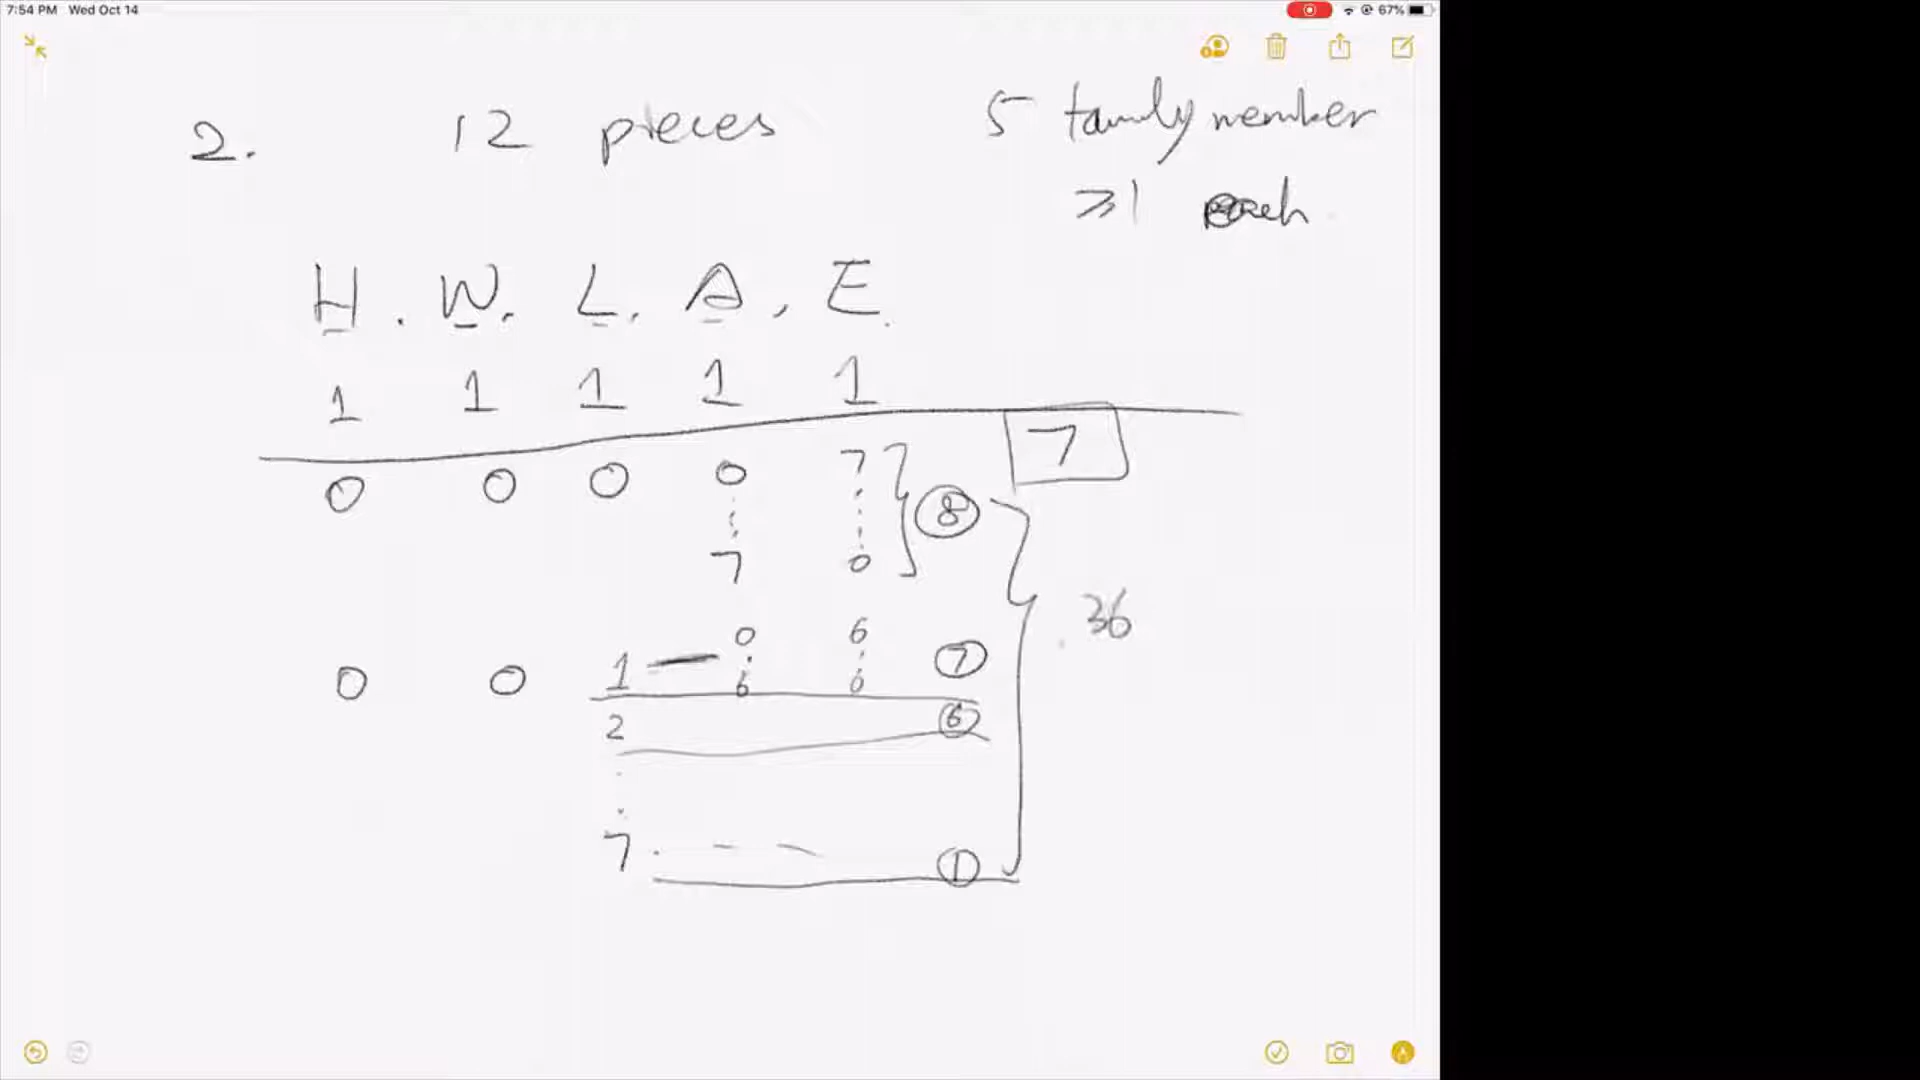 7:54 PM Wed Oct 14
67%
2. 12 pieces 5 family member
≥1 each
H. W. L. A, E.
1 1 1 1 1
7
0 0 0 0 7
8
7 0
36
0 6
0 0 1 7
6 0
2 6
7 1